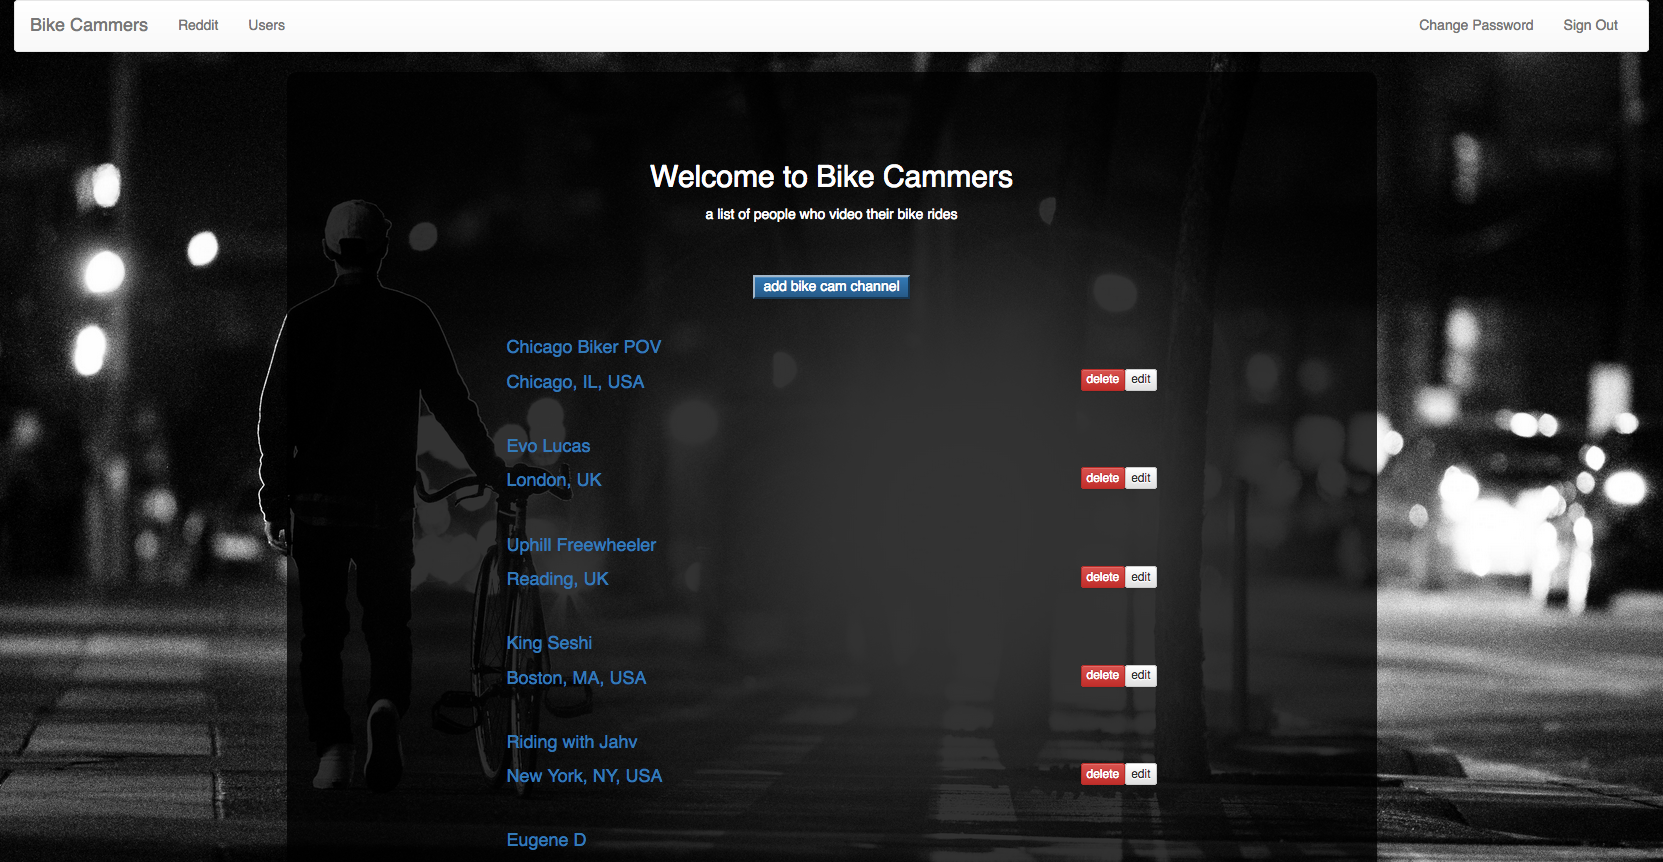 Bike Cammers Reddit Users Change Password Sign Out
Welcome to Bike Cammers
a list of people who video their bike rides
add bike cam channel
Chicago Biker POV
Chicago, IL, USA delete edit
Evo Lucas
London, UK delete edit
Uphill Freewheeler
Reading, UK delete edit
King Seshi
Boston, MA, USA delete edit
Riding with Jahv
New York, NY, USA delete edit
Eugene D